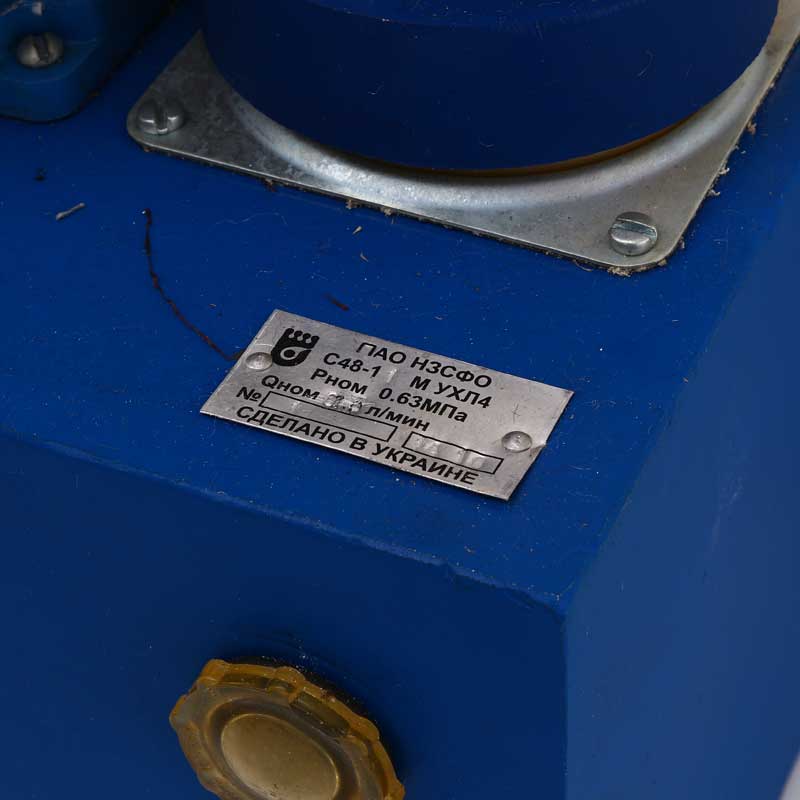 ПАО НЗСФО
С48-1 М УХЛ4
Рном 0.63МПа
Qном л/мин
№
СДЕЛАНО В УКРАИНЕ